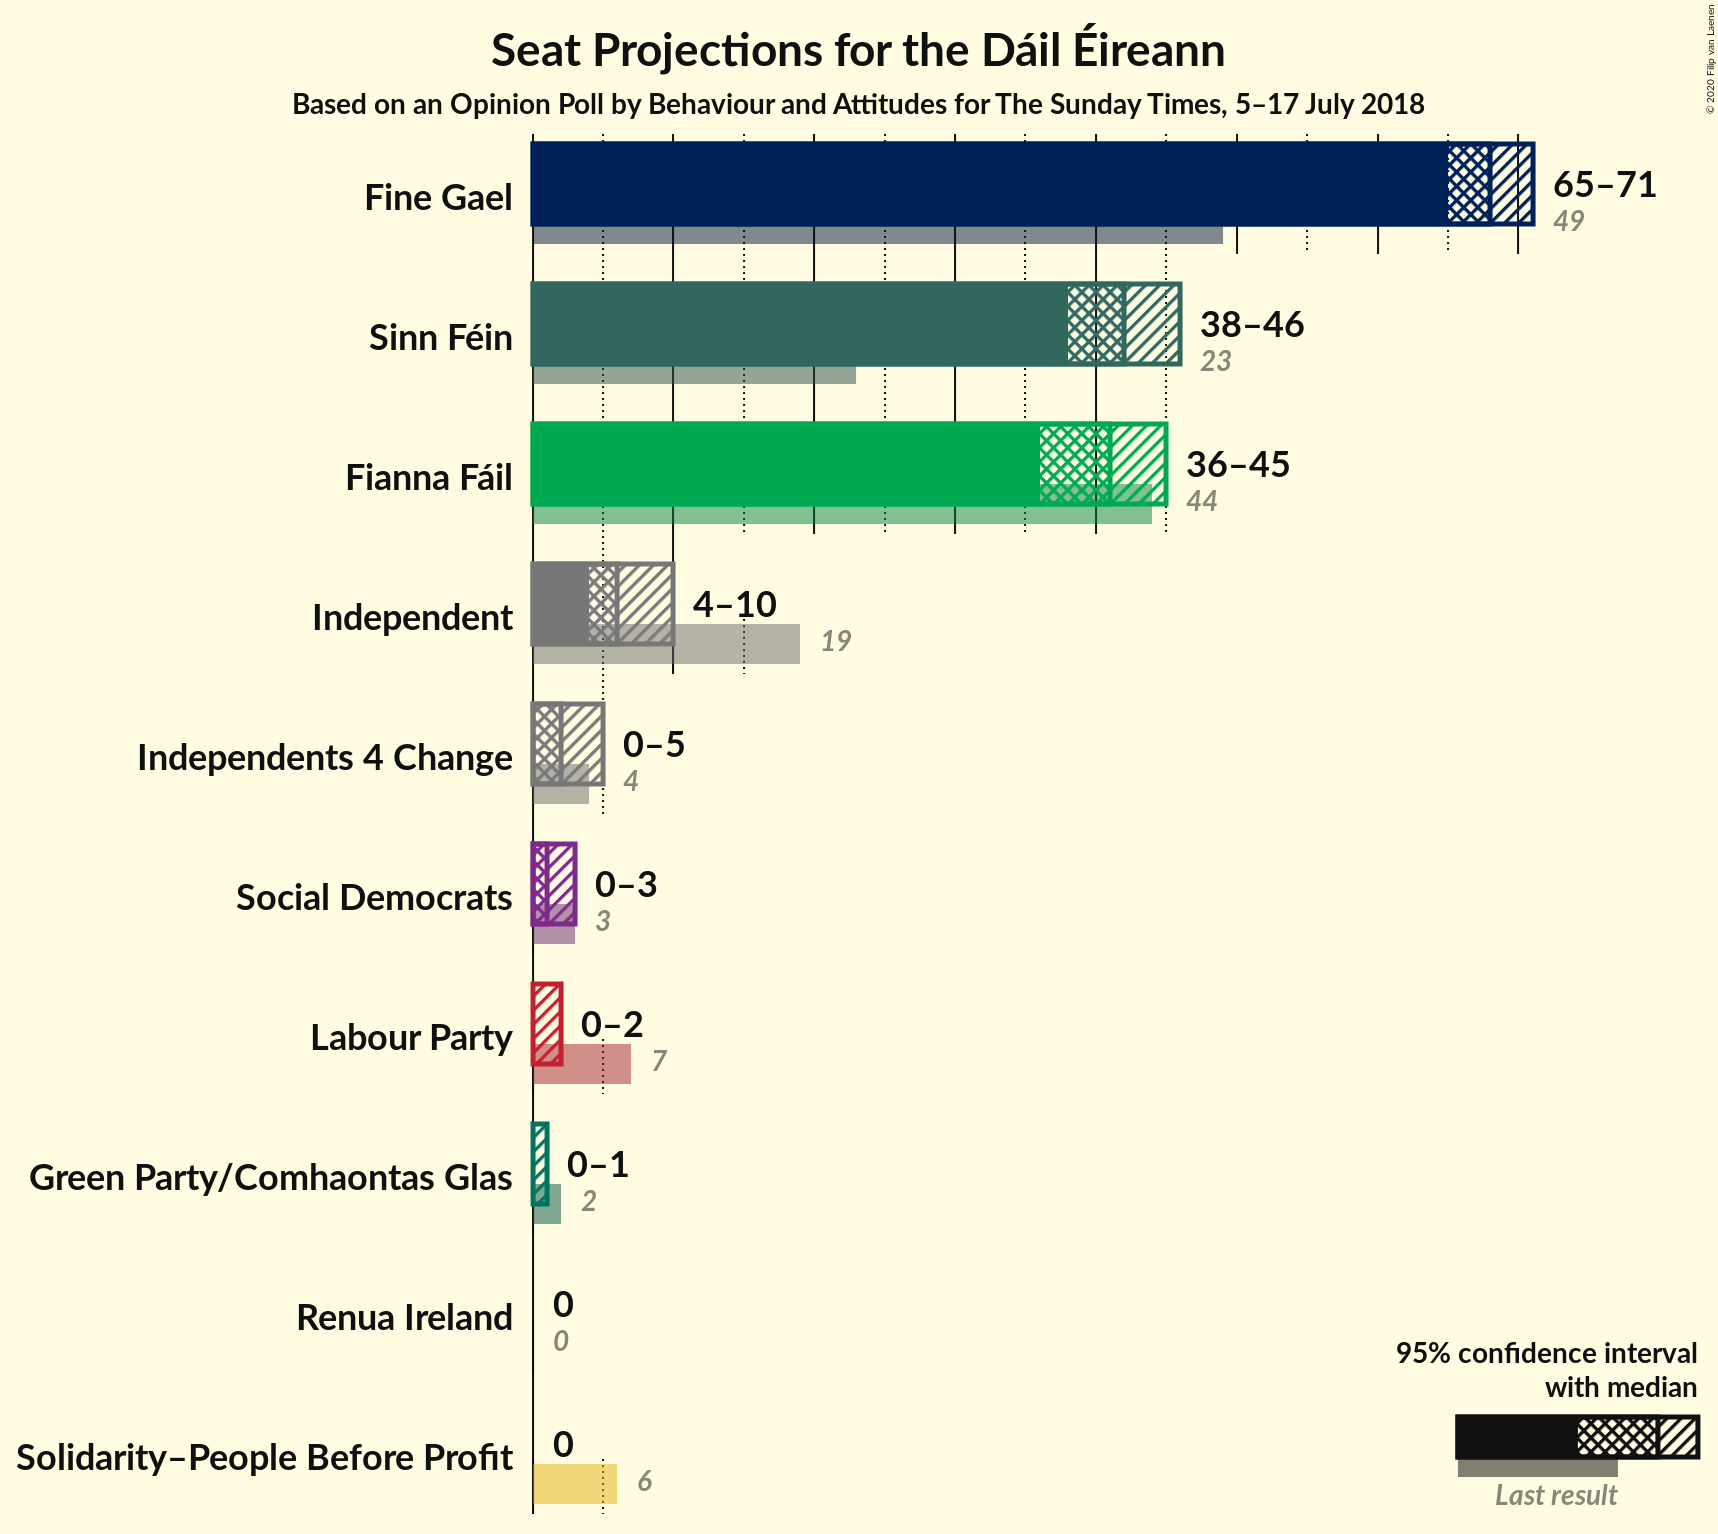 Seat Projections for the Dáil Éireann
Based on an Opinion Poll by Behaviour and Attitudes for The Sunday Times, 5–17 July 2018
© 2020 Filip van Laenen
Fine Gael
65–71
49
Sinn Féin
38–46
23
Fianna Fáil
36–45
44
Independent
4–10
19
Independents 4 Change
0–5
4
Social Democrats
0–3
3
Labour Party
0–2
7
Green Party/Comhaontas Glas
0–1
2
Renua Ireland
0
0
Solidarity–People Before Profit
0
6
95% confidence interval
with median
Last result